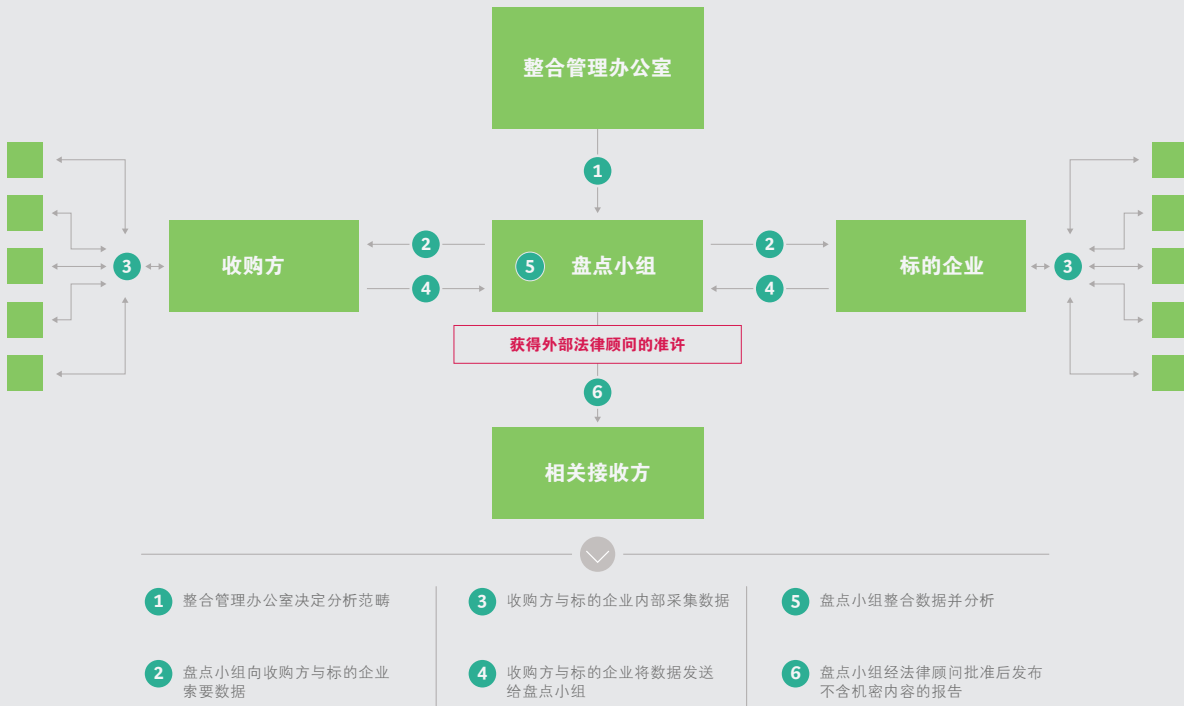 整合管理办公室
1
收购方
2
4
5 盘点小组
2
4
标的企业
3
3
获得外部法律顾问的准许
6
相关接收方
1 整合管理办公室决定分析范畴
2 盘点小组向收购方与标的企业
索要数据
3 收购方与标的企业内部采集数据
4 收购方与标的企业将数据发送
给盘点小组
5 盘点小组整合数据并分析
6 盘点小组经法律顾问批准后发布
不含机密内容的报告